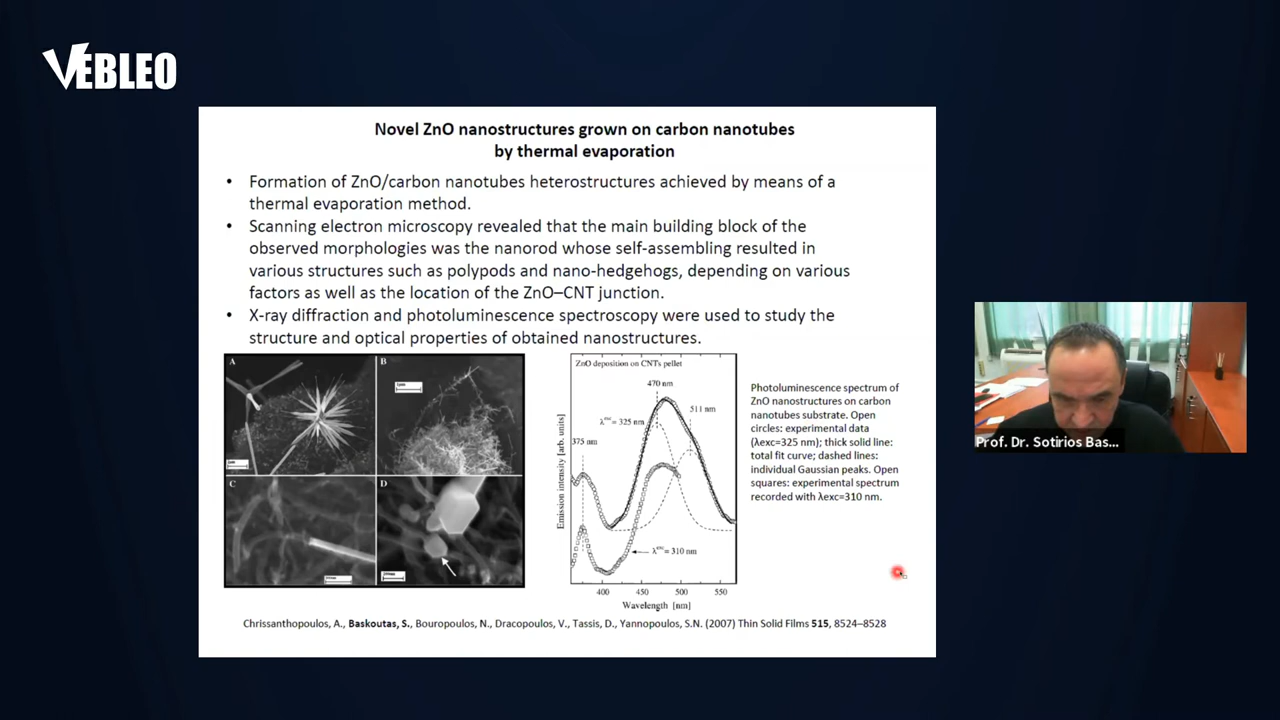 VEBLEO
Novel ZnO nanostructures grown on carbon nanotubes
by thermal evaporation
• Formation of ZnO/carbon nanotubes heterostructures achieved by means of a
thermal evaporation method.
• Scanning electron microscopy revealed that the main building block of the
observed morphologies was the nanorod whose self-assembling resulted in
various structures such as polypods and nano-hedgehogs, depending on various
factors as well as the location of the ZnO–CNT junction.
• X-ray diffraction and photoluminescence spectroscopy were used to study the
structure and optical properties of obtained nanostructures.
A
B
C
D
ZnO deposition on CNTs pellet
470 nm
511 nm
λexc = 325 nm
375 nm
λexc = 310 nm
Emission intensity [arb. units]
400 450 500 550
Wavelength [nm]
Photoluminescence spectrum of
ZnO nanostructures on carbon
nanotubes substrate. Open
circles: experimental data
(λexc=325 nm); thick solid line:
total fit curve; dashed lines:
individual Gaussian peaks. Open
squares: experimental spectrum
recorded with λexc=310 nm.
Prof. Dr. Sotirios Bas...
Chrissanthopoulos, A., Baskoutas, S., Bouropoulos, N., Dracopoulos, V., Tassis, D., Yannopoulos, S.N. (2007) Thin Solid Films 515, 8524–8528